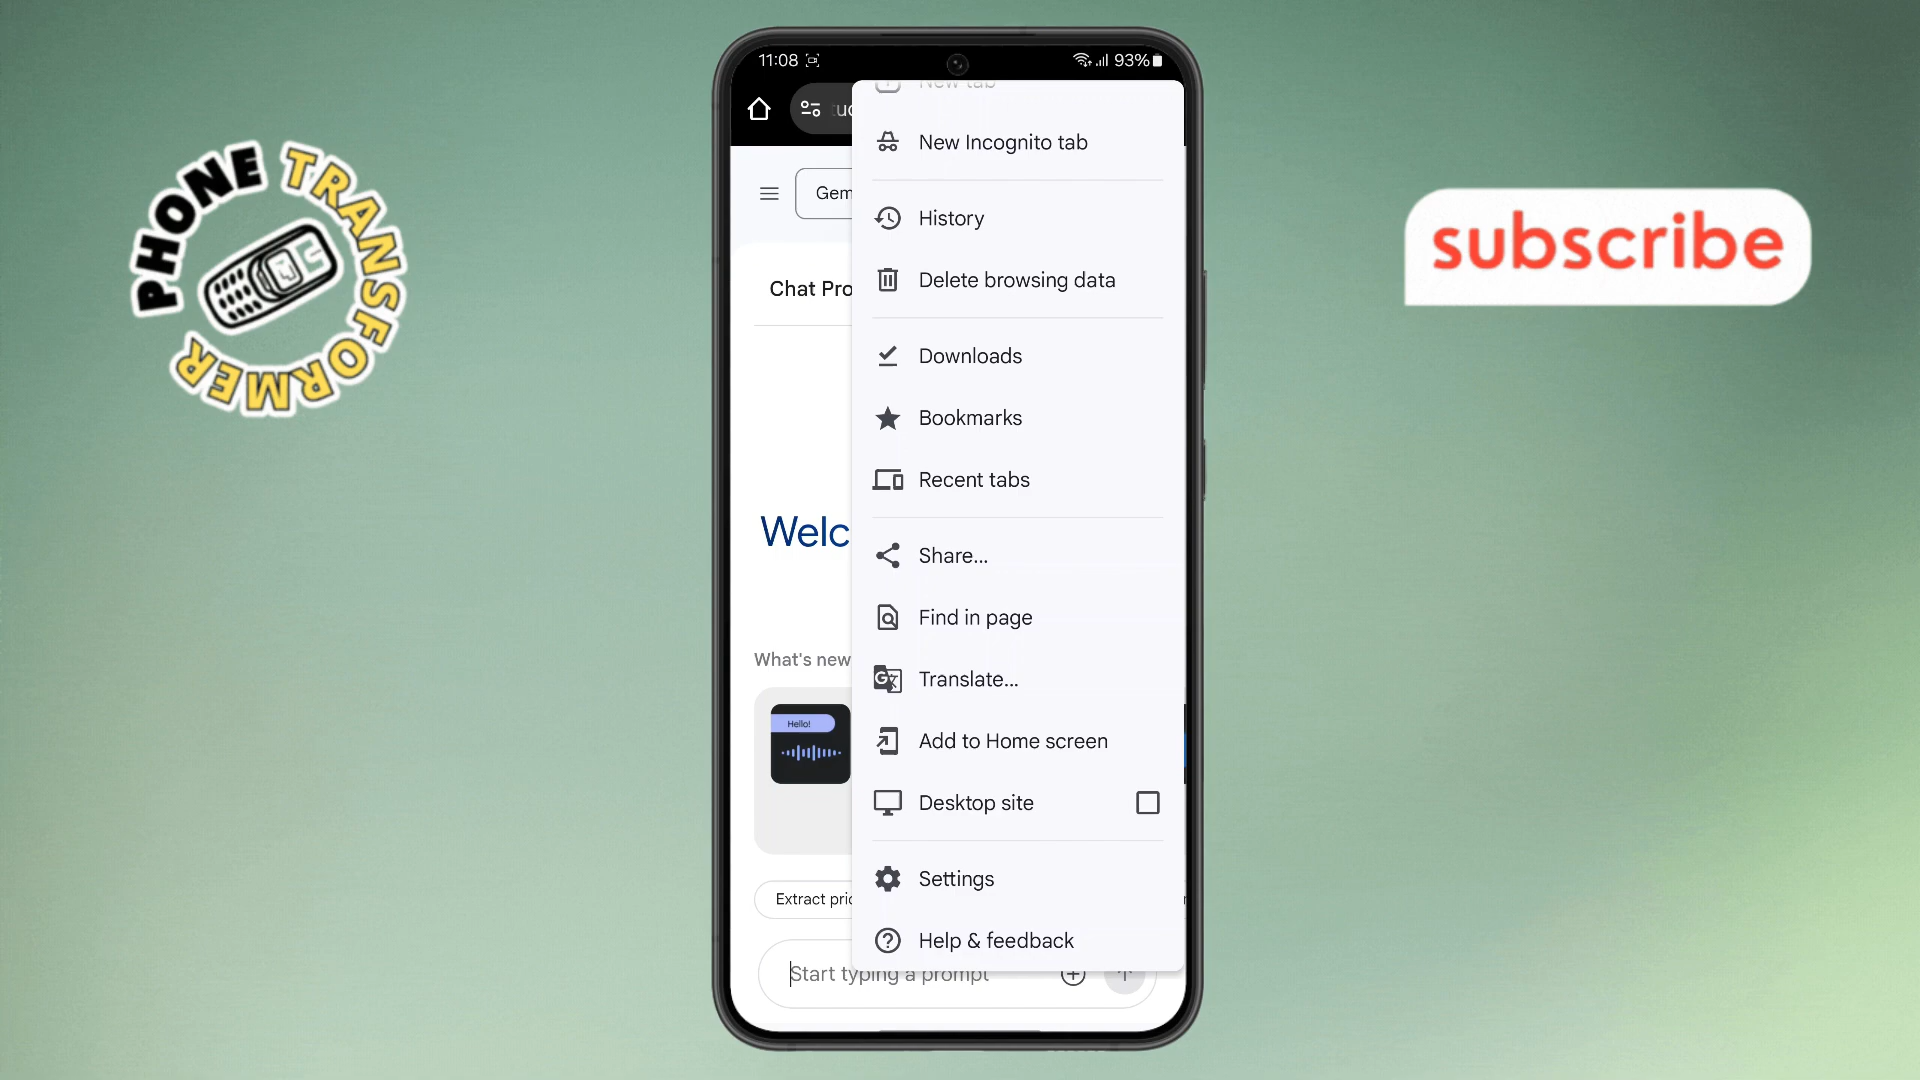 PHONE TRANSFORMER
subscribe
11:08
93%
New tab
New Incognito tab
Gem
History
Delete browsing data
Chat Pro
Downloads
Bookmarks
Recent tabs
Welc
Share...
Find in page
What's new
Translate...
Hello!
Add to Home screen
Desktop site
Settings
Extract pric
Help & feedback
Start typing a prompt